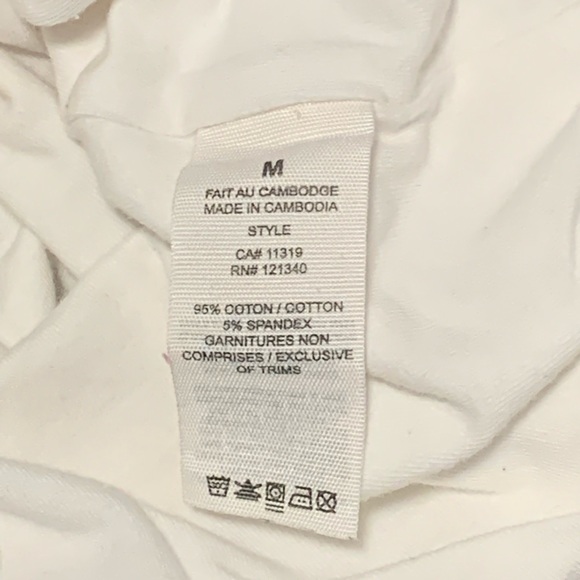 M
FAIT AU CAMBODGE
MADE IN CAMBODIA
STYLE
CA# 11319
RN# 121340
95% COTON / COTTON
5% SPANDEX
GARNITURES NON
COMPRISES / EXCLUSIVE
OF TRIMS